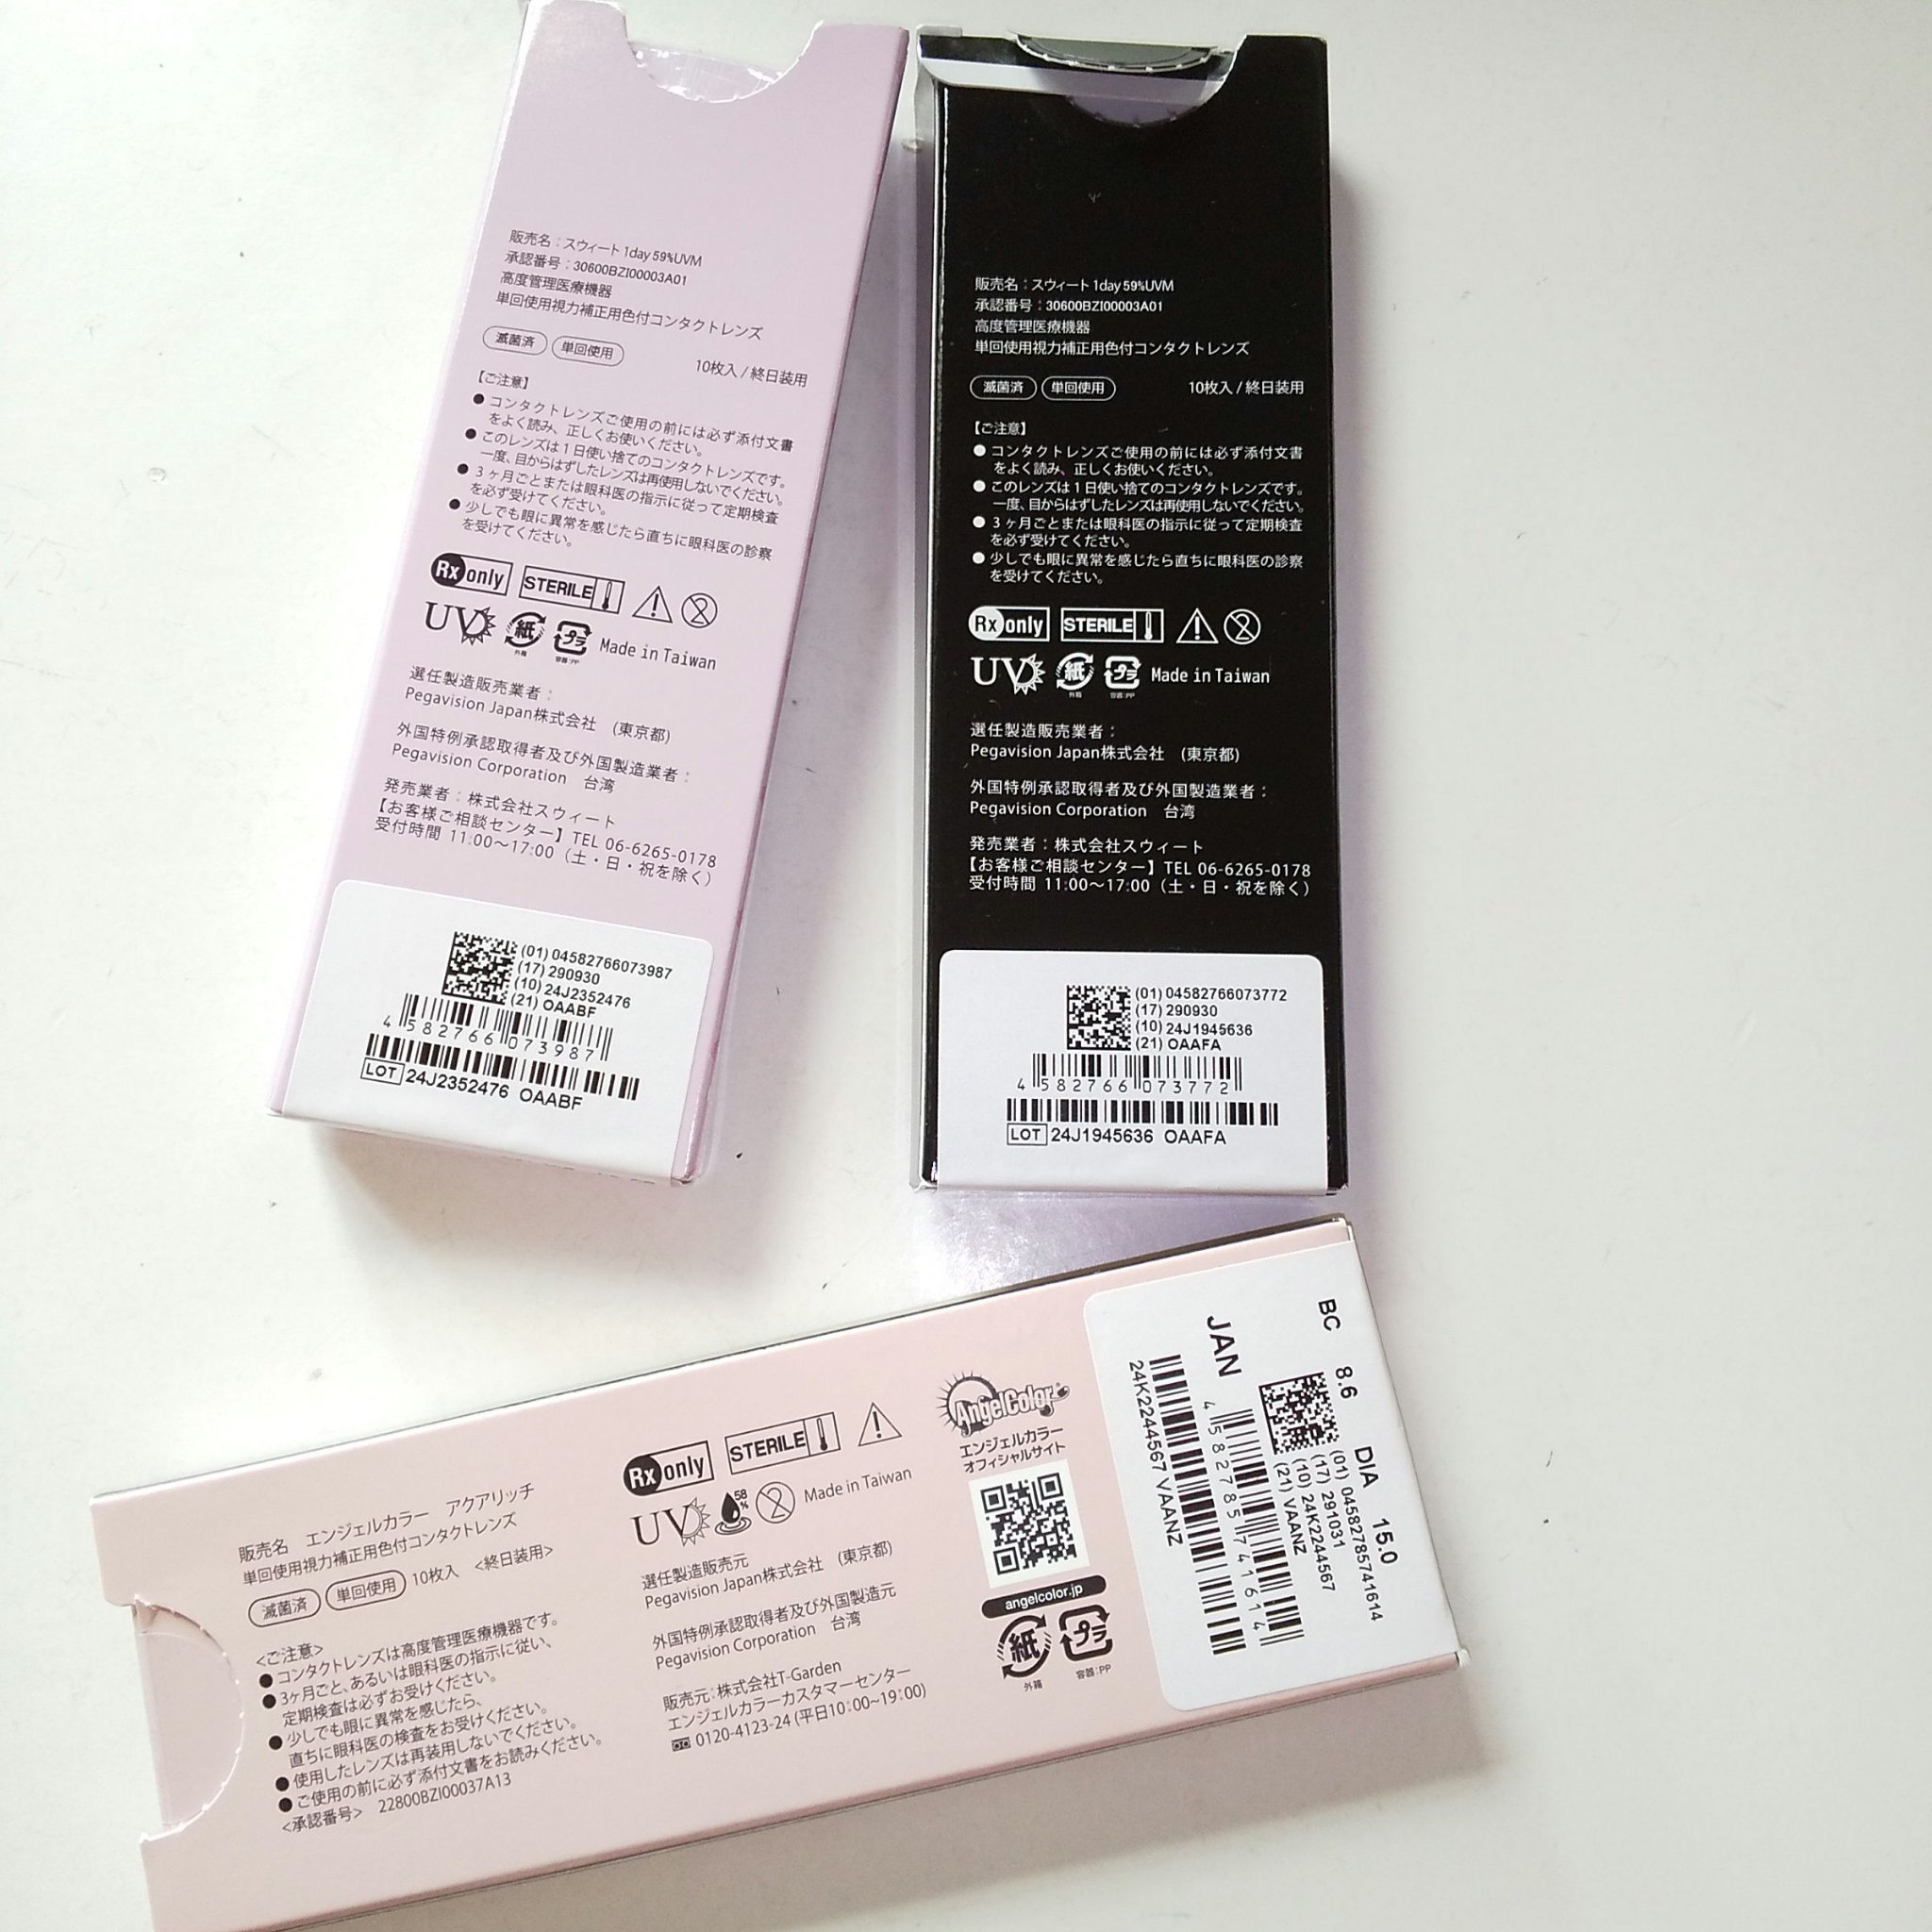 販売名：スウィート 1day 59%UVM
承認番号：30600BZI00003A01
高度管理医療機器
単回使用視力補正用色付コンタクトレンズ
滅菌済 単回使用 10枚入 / 終日装用
【ご注意】
● コンタクトレンズご使用の前には必ず添付文書
をよく読み、正しくお使いください。
● このレンズは１日使い捨てのコンタクトレンズです。
一度、目からはずしたレンズは再使用しないでください。
● ３ヶ月ごとまたは眼科医の指示に従って定期検査
を必ず受けてください。
● 少しでも眼に異常を感じたら直ちに眼科医の診察
を受けてください。
Rx only STERILE
UV 紙 プラ Made in Taiwan
外箱 容器:PP
選任製造販売業者：
Pegavision Japan株式会社 （東京都）
外国特例承認取得者及び外国製造業者：
Pegavision Corporation 台湾
発売業者：株式会社スウィート
【お客様ご相談センター】TEL 06-6265-0178
受付時間 11:00〜17:00（土・日・祝を除く）
(01) 04582766073987
(17) 290930
(10) 24J2352476
(21) OAABF
4 582766 073987
LOT 24J2352476 OAABF
販売名：スウィート 1day 59%UVM
承認番号：30600BZI00003A01
高度管理医療機器
単回使用視力補正用色付コンタクトレンズ
滅菌済 単回使用 10枚入 / 終日装用
【ご注意】
● コンタクトレンズご使用の前には必ず添付文書
をよく読み、正しくお使いください。
● このレンズは１日使い捨てのコンタクトレンズです。
一度、目からはずしたレンズは再使用しないでください。
● ３ヶ月ごとまたは眼科医の指示に従って定期検査
を必ず受けてください。
● 少しでも眼に異常を感じたら直ちに眼科医の診察
を受けてください。
Rx only STERILE
UV 紙 プラ Made in Taiwan
外箱 容器:PP
選任製造販売業者：
Pegavision Japan株式会社 （東京都）
外国特例承認取得者及び外国製造業者：
Pegavision Corporation 台湾
発売業者：株式会社スウィート
【お客様ご相談センター】TEL 06-6265-0178
受付時間 11:00〜17:00（土・日・祝を除く）
(01) 04582766073772
(17) 290930
(10) 24J1945636
(21) OAAFA
4 582766 073772
LOT 24J1945636 OAAFA
販売名 エンジェルカラー アクアリッチ
単回使用視力補正用色付コンタクトレンズ
滅菌済 単回使用 10枚入 <終日装用>
<ご注意>
● コンタクトレンズは高度管理医療機器です。
● 3ヶ月ごと、あるいは眼科医の指示に従い、
定期検査は必ずお受けください。
● 少しでも眼に異常を感じたら、
直ちに眼科医の検査をお受けください。
● 使用したレンズは再装用しないでください。
● ご使用の前に必ず添付文書をお読みください。
<承認番号> 22800BZI00037A13
Rx only STERILE
UV 58% Made in Taiwan
選任製造販売元
Pegavision Japan株式会社 （東京都）
外国特例承認取得者及び外国製造元
Pegavision Corporation 台湾
販売元:株式会社T-Garden
エンジェルカラーカスタマーセンター
0120-4123-24 (平日10:00~19:00)
AngelColor
エンジェルカラー
オフィシャルサイト
angelcolor.jp
紙 プラ
外箱 容器:PP
BC 8.6 DIA 15.0
(01) 04582785741614
(17) 291031
(10) 24K2244567
(21) VAANZ
JAN 4 582785 741614
24K2244567 VAANZ